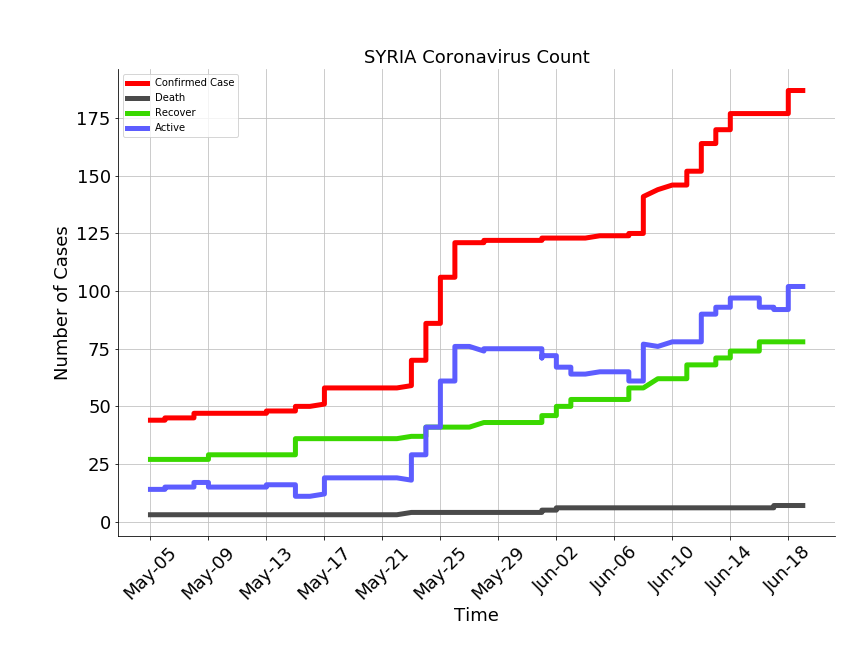 SYRIA Coronavirus Count
Confirmed Case
Death
Recover
Active
Number of Cases
175
150
125
100
75
50
25
0
May-05
May-09
May-13
May-17
May-21
May-25
May-29
Jun-02
Jun-06
Jun-10
Jun-14
Jun-18
Time